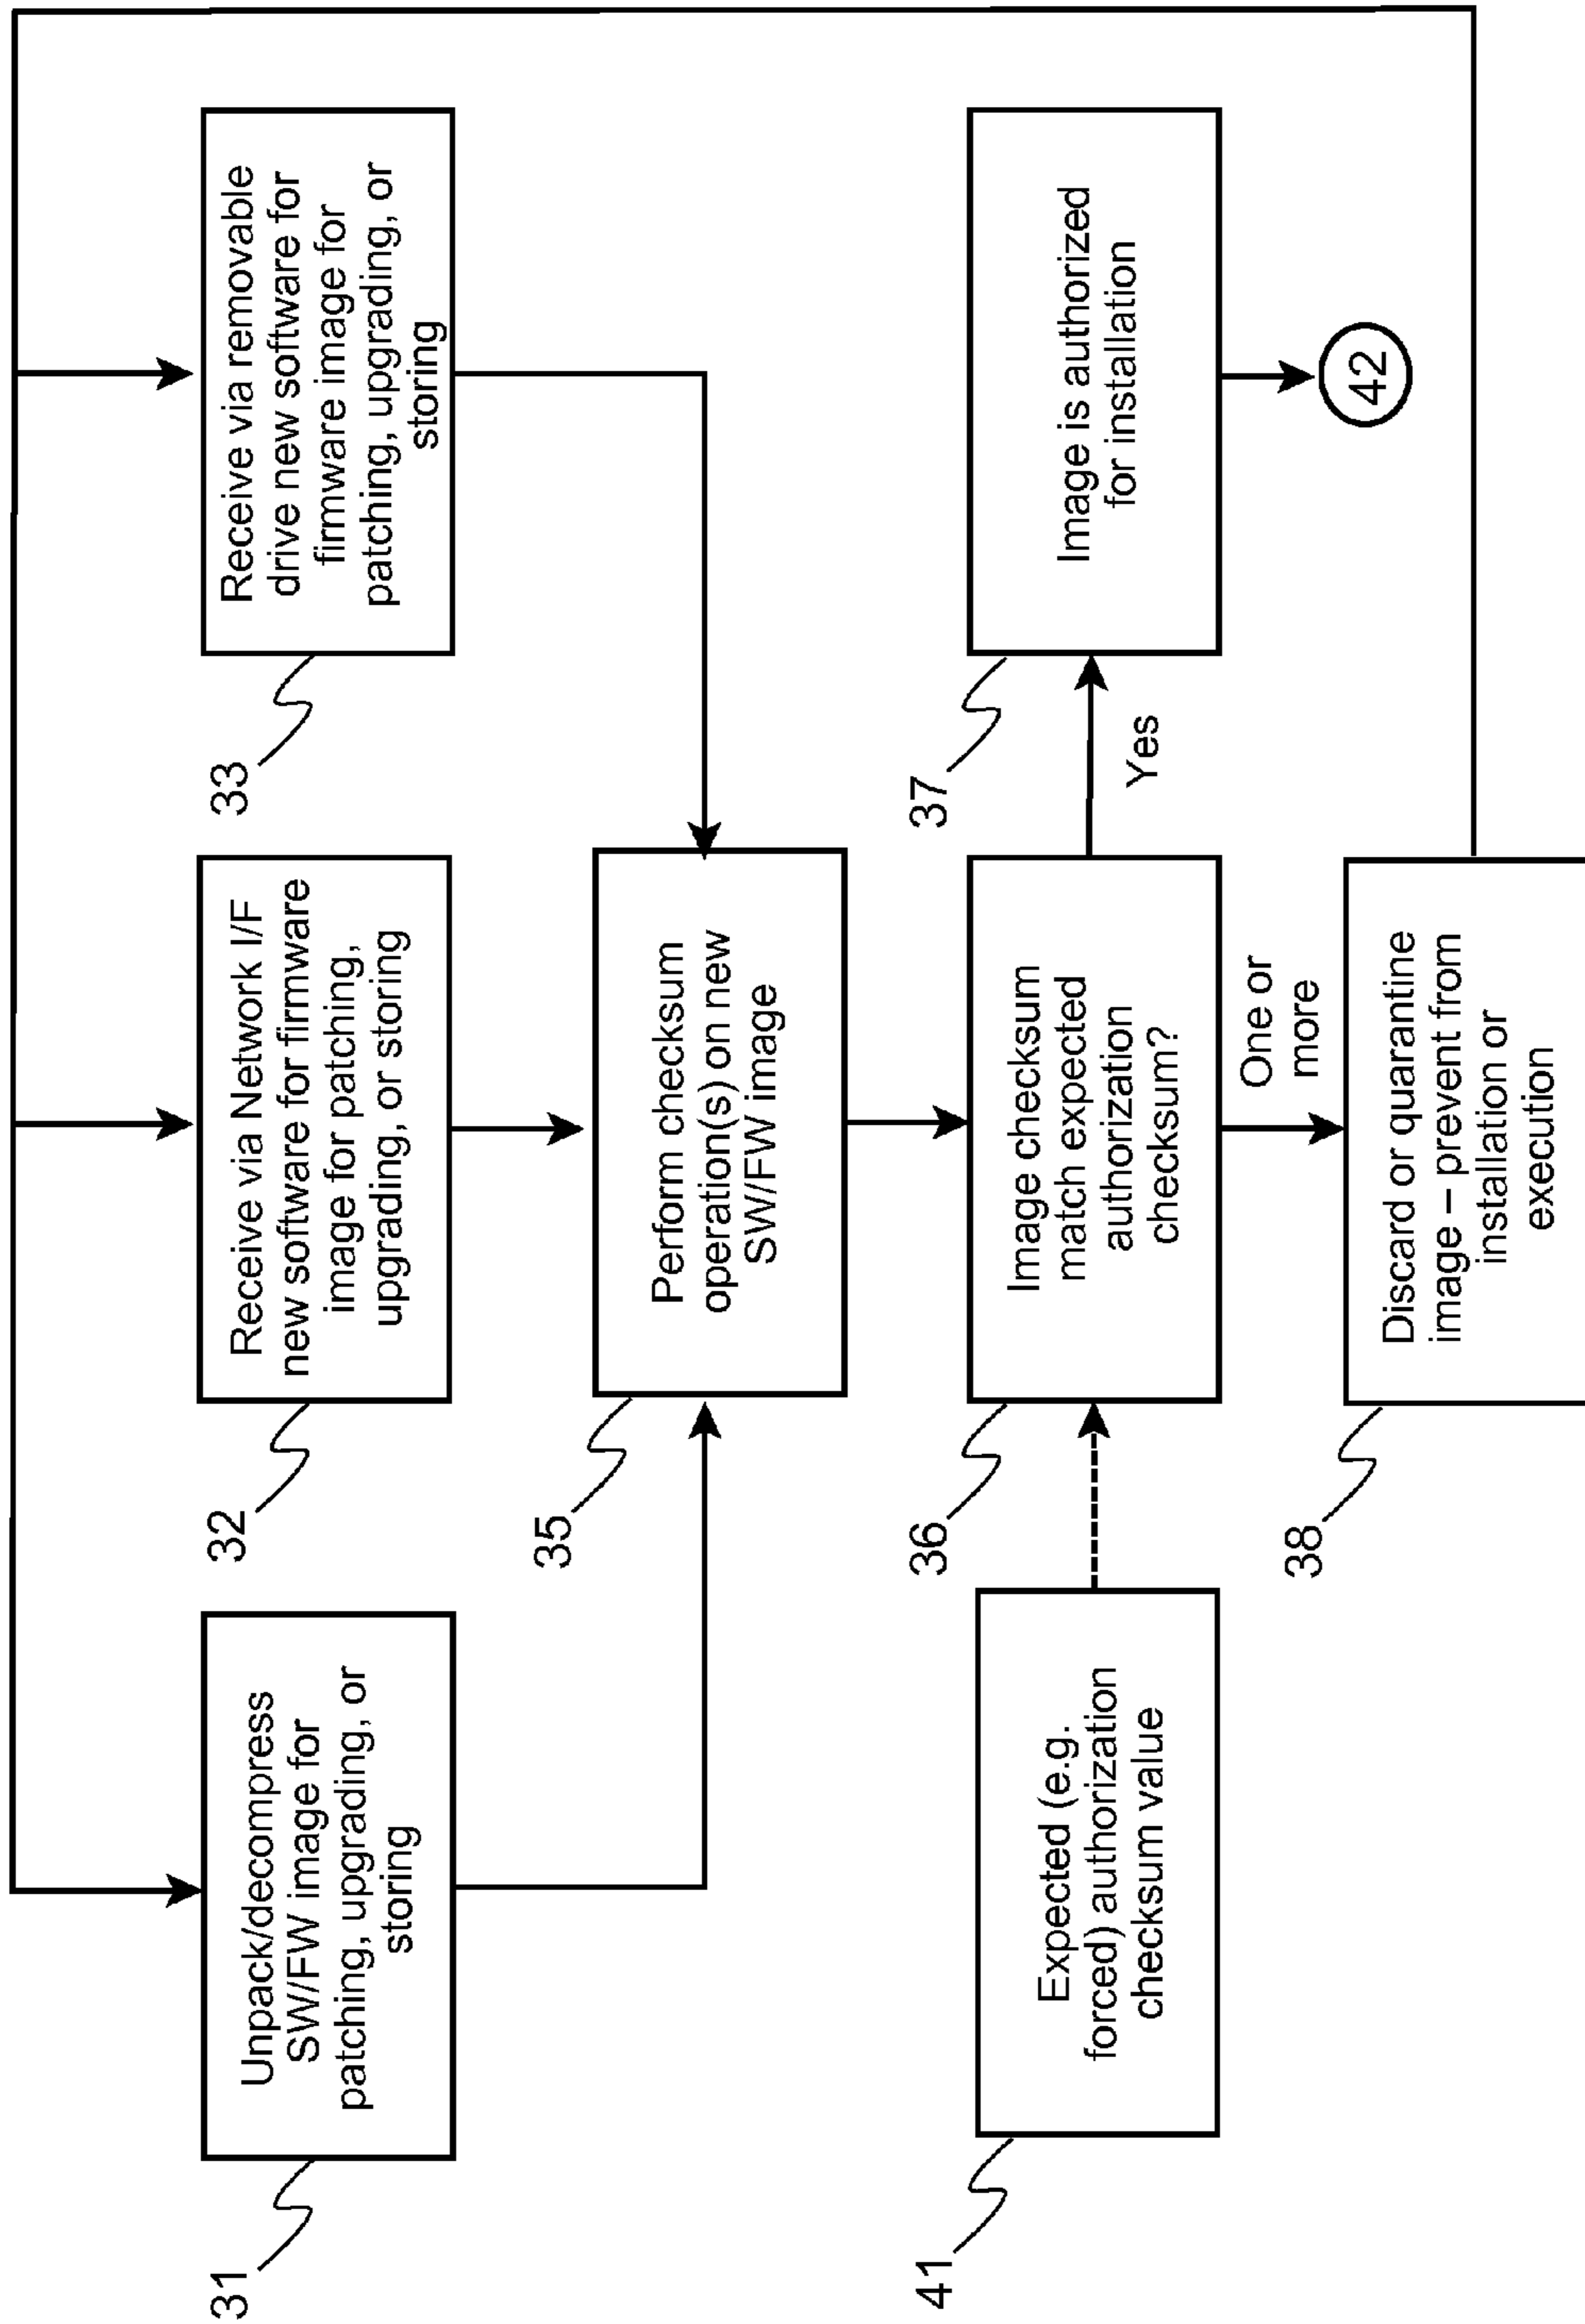 31
Unpack/decompress
SW/FW image for
patching, upgrading, or
storing
32
Receive via Network I/F
new software for firmware
image for patching,
upgrading, or storing
33
Receive via removable
drive new software for
firmware image for
patching, upgrading, or
storing
35
Perform checksum
operation(s) on new
SW/FW image
41
Expected (e.g.
forced) authorization
checksum value
36
Image checksum
match expected
authorization
checksum?
Yes
37
Image is authorized
for installation
42
One or
more
38
Discard or quarantine
image – prevent from
installation or
execution